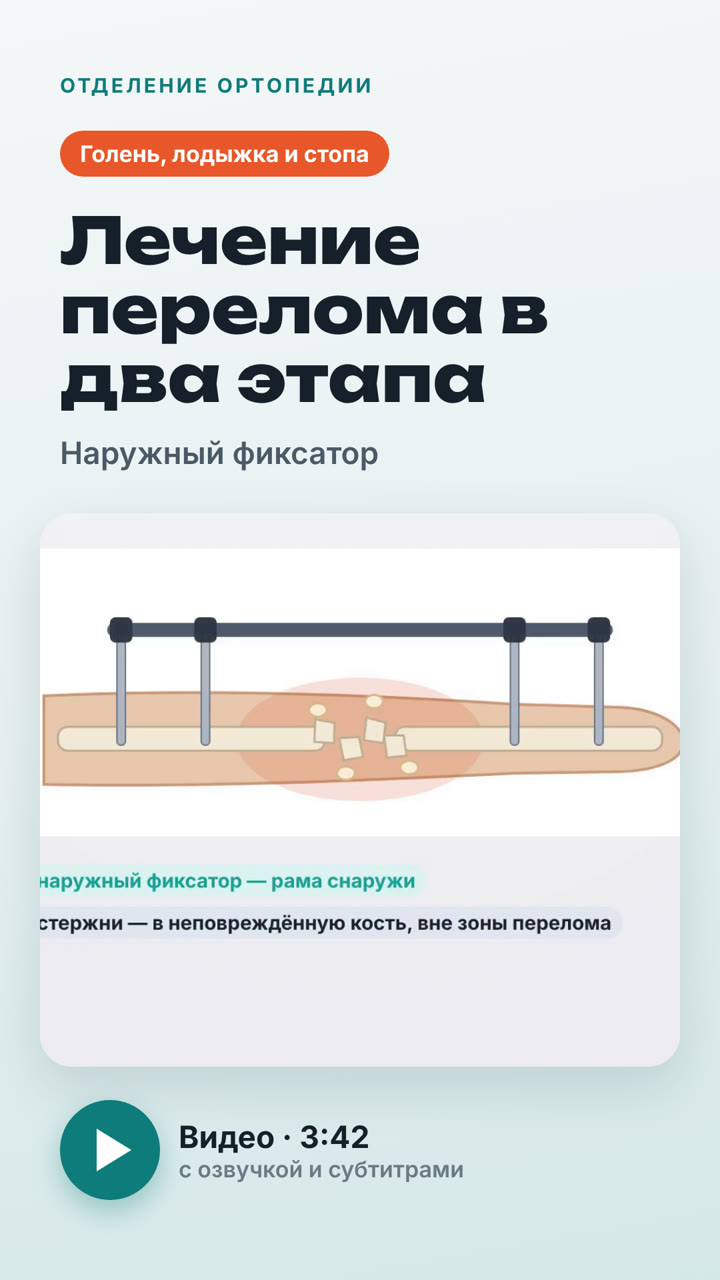 ОТДЕЛЕНИЕ ОРТОПЕДИИ
Голень, лодыжка и стопа
Лечение
перелома в
два этапа
Наружный фиксатор
наружный фиксатор — рама снаружи
стержни — в неповреждённую кость, вне зоны перелома
Видео · 3:42
с озвучкой и субтитрами